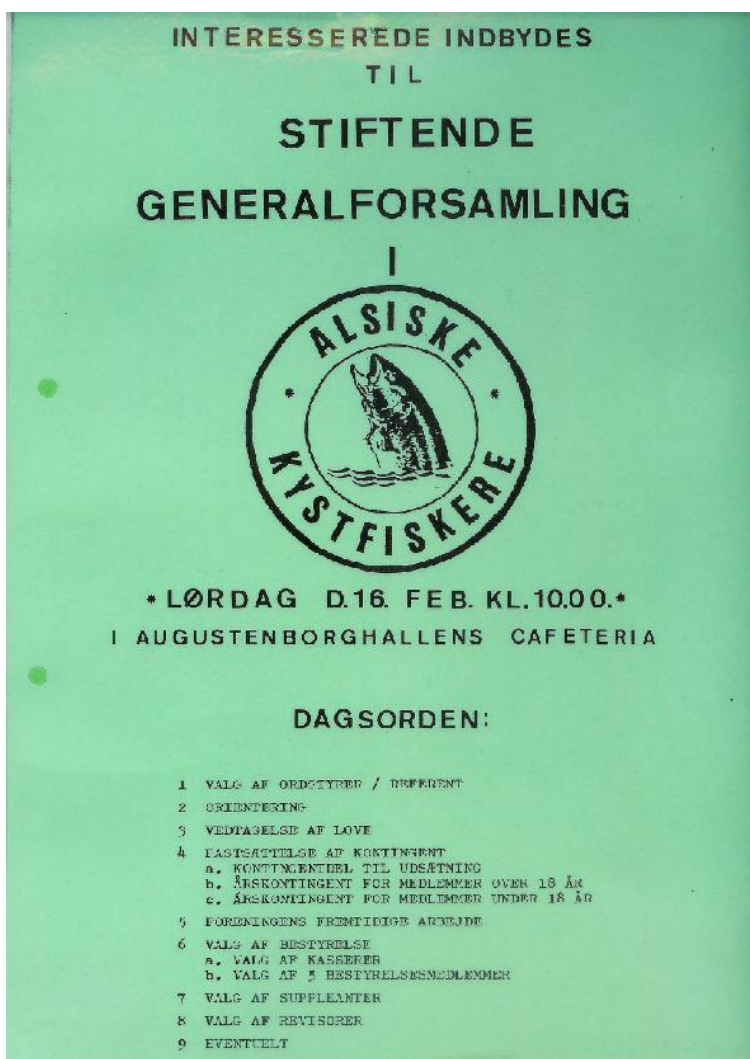 INTERESSEREDE INDBYDES
TIL
STIFTENDE
GENERALFORSAMLING
I
* ALSISKE *
KYSTFISKERE
* LØRDAG D.16. FEB. KL.10.00. *
I AUGUSTENBORGHALLENS CAFETERIA
DAGSORDEN:
1 VALG AF ORDSTYRER / REFERENT
2 ORIENTERING
3 VEDTAGELSE AF LOVE
4 FASTSÆTTELSE AF KONTINGENT
a. KONTINGENTDEL TIL UDSÆTNING
b. ÅRSKONTINGENT FOR MEDLEMMER OVER 18 ÅR
c. ÅRSKONTINGENT FOR MEDLEMMER UNDER 18 ÅR
5 FORENINGENS FREMTIDIGE ARBEJDE
6 VALG AF BESTYRELSE
a. VALG AF KASSERER
b. VALG AF 5 BESTYRELSESMEDLEMMER
7 VALG AF SUPPLEANTER
8 VALG AF REVISORER
9 EVENTUELT